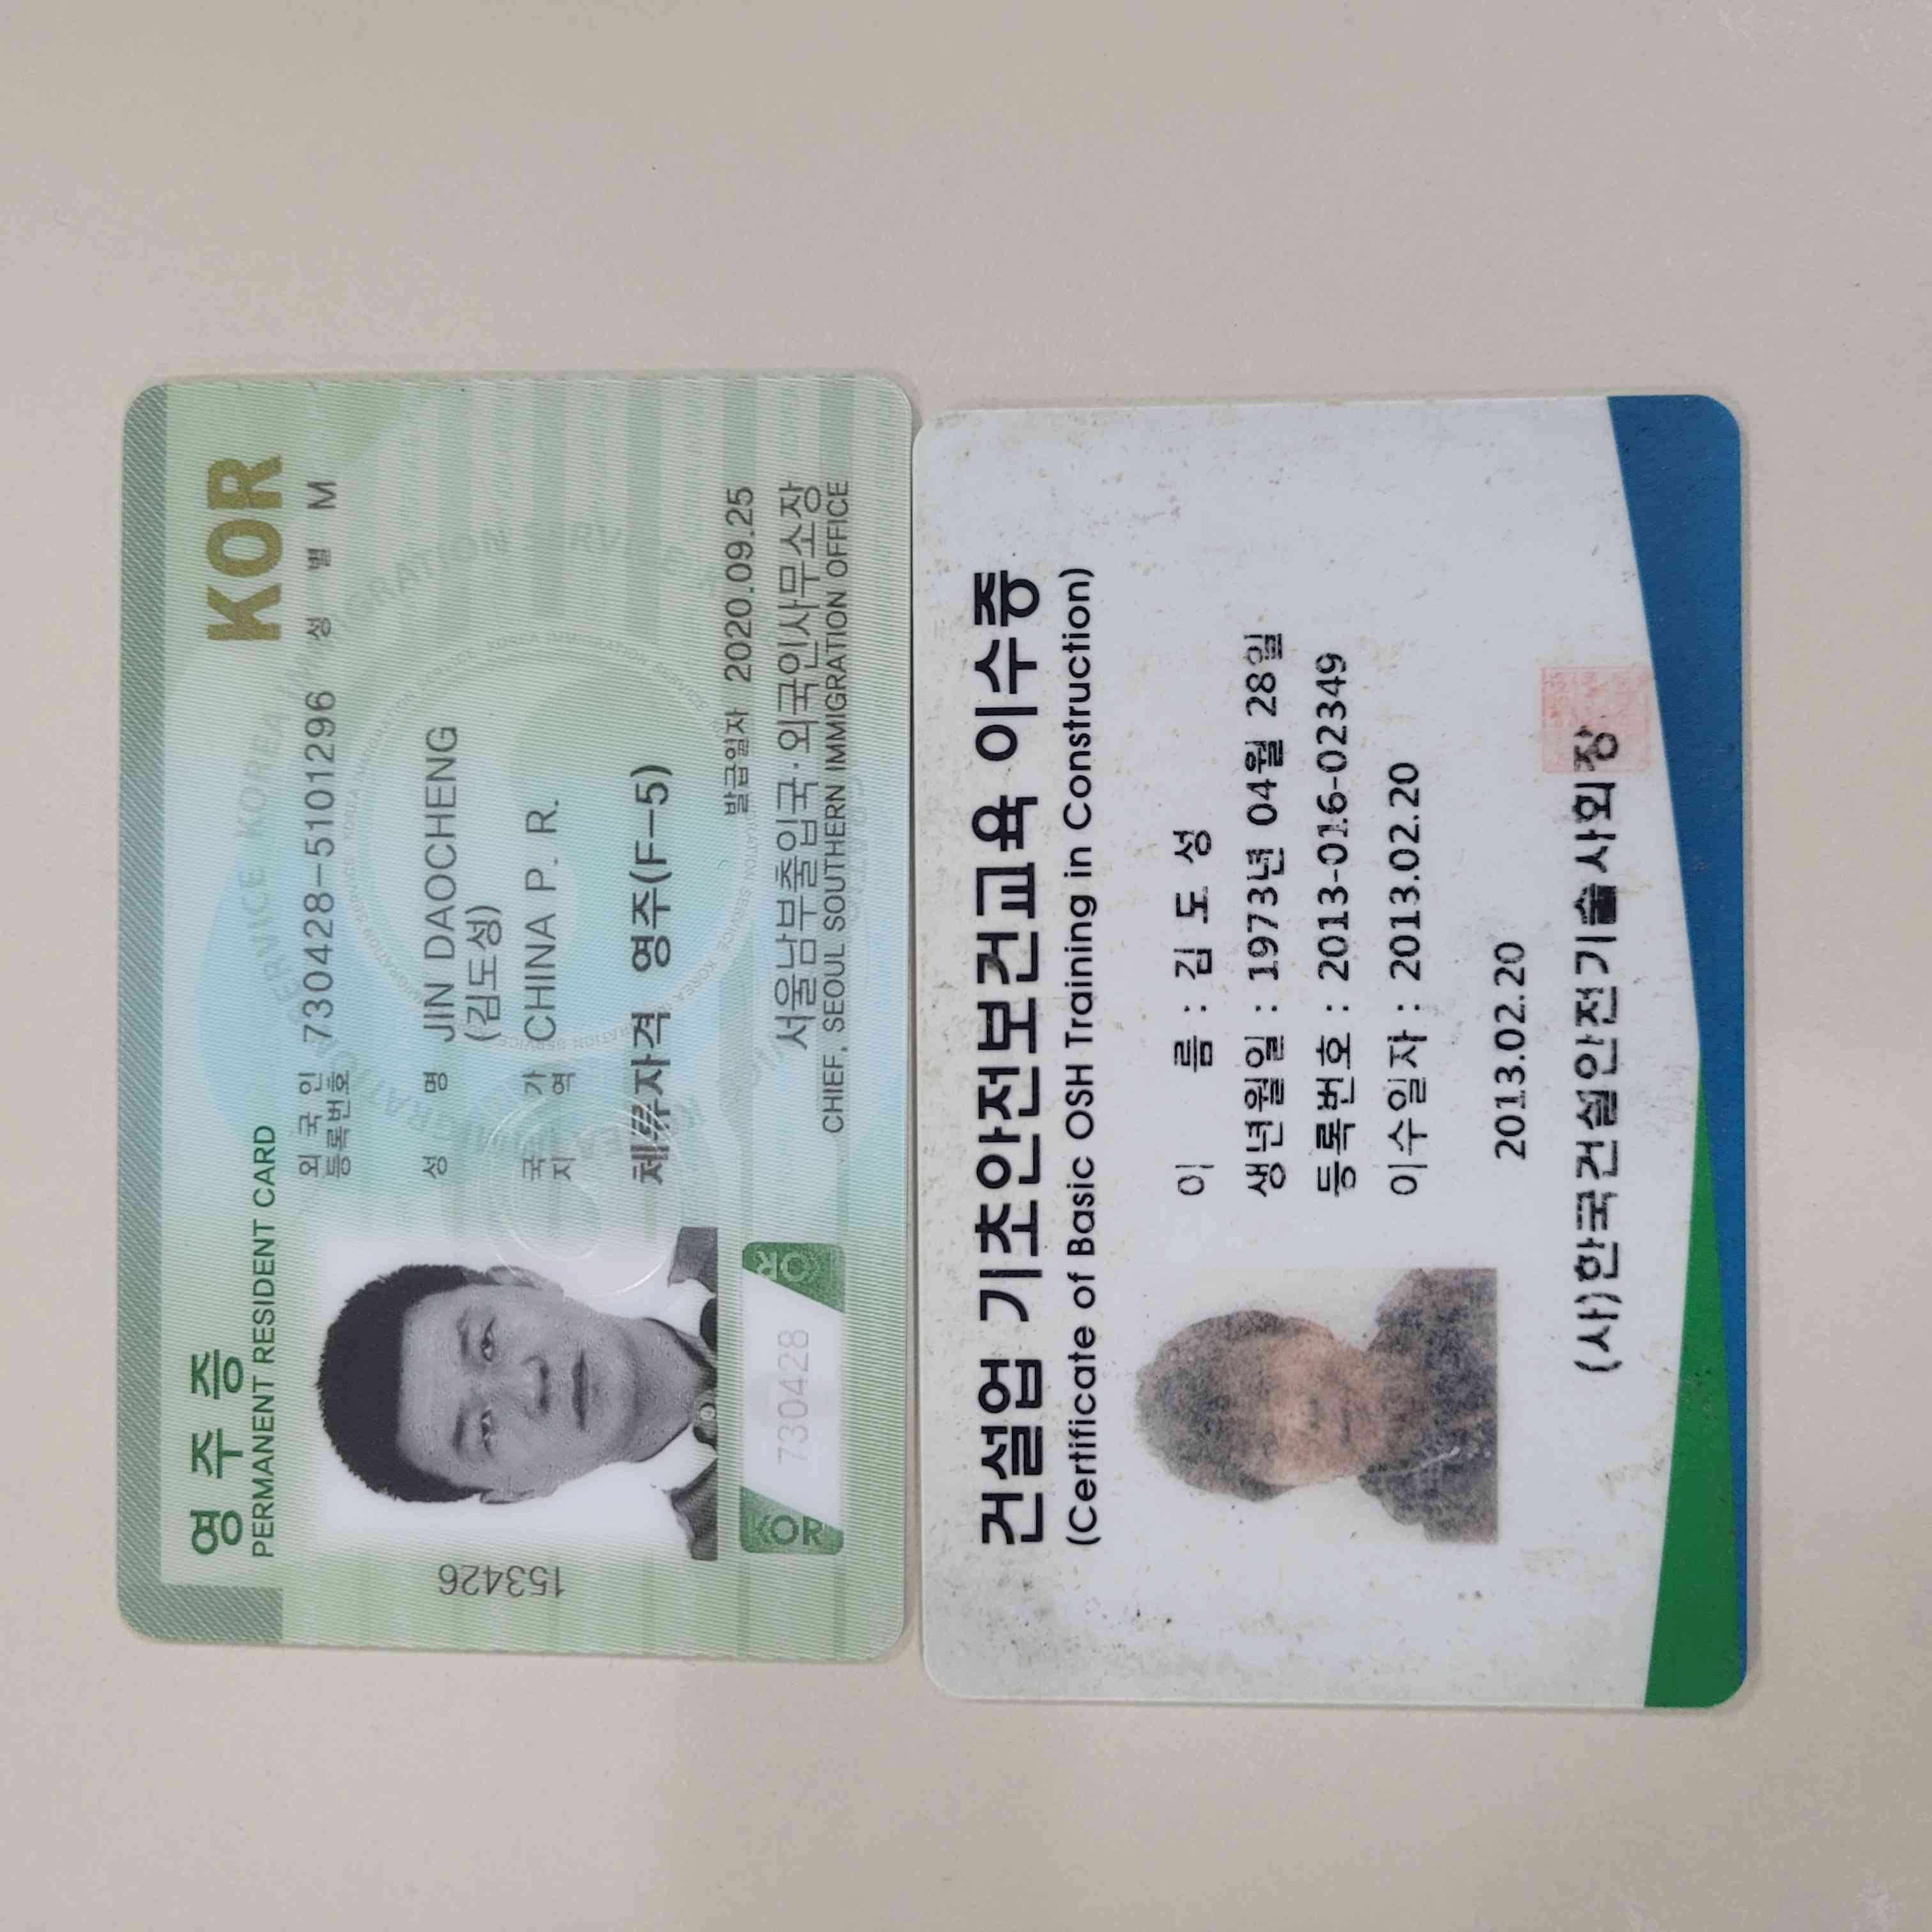 영 주 증
PERMANENT RESIDENT CARD
KOR
외 국 인
등록번호 730428-5101296 성 별 M
성 명 JIN DAOCHENG
(김도성)
국 가
지 역 CHINA P. R.
체류자격 영주(F-5)
발급일자 2020.09.25
서울남부출입국·외국인사무소장
CHIEF, SEOUL SOUTHERN IMMIGRATION OFFICE
153426
KOR
730428
KOR
건설업 기초안전보건교육 이수증
(Certificate of Basic OSH Training in Construction)
이 름 : 김 도 성
생년월일 : 1973년 04월 28일
등록번호 : 2013-016-02349
이수일자 : 2013.02.20
2013.02.20
(사)한국건설안전기술사회장